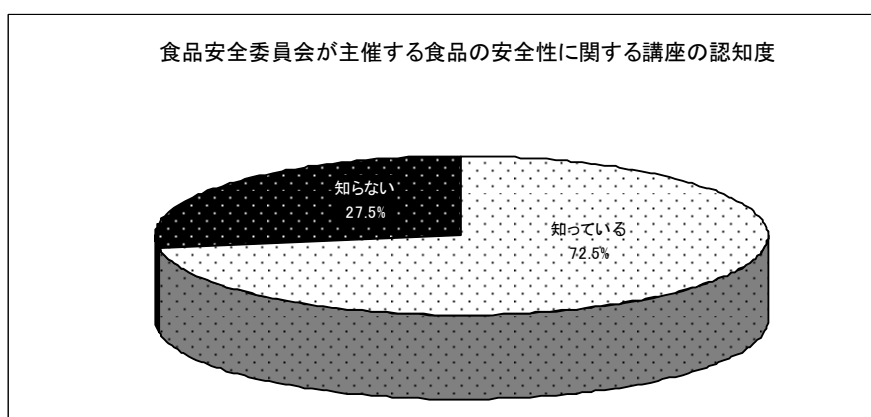 食品安全委員会が主催する食品の安全性に関する講座の認知度
知らない
27.5%
知っている
72.5%